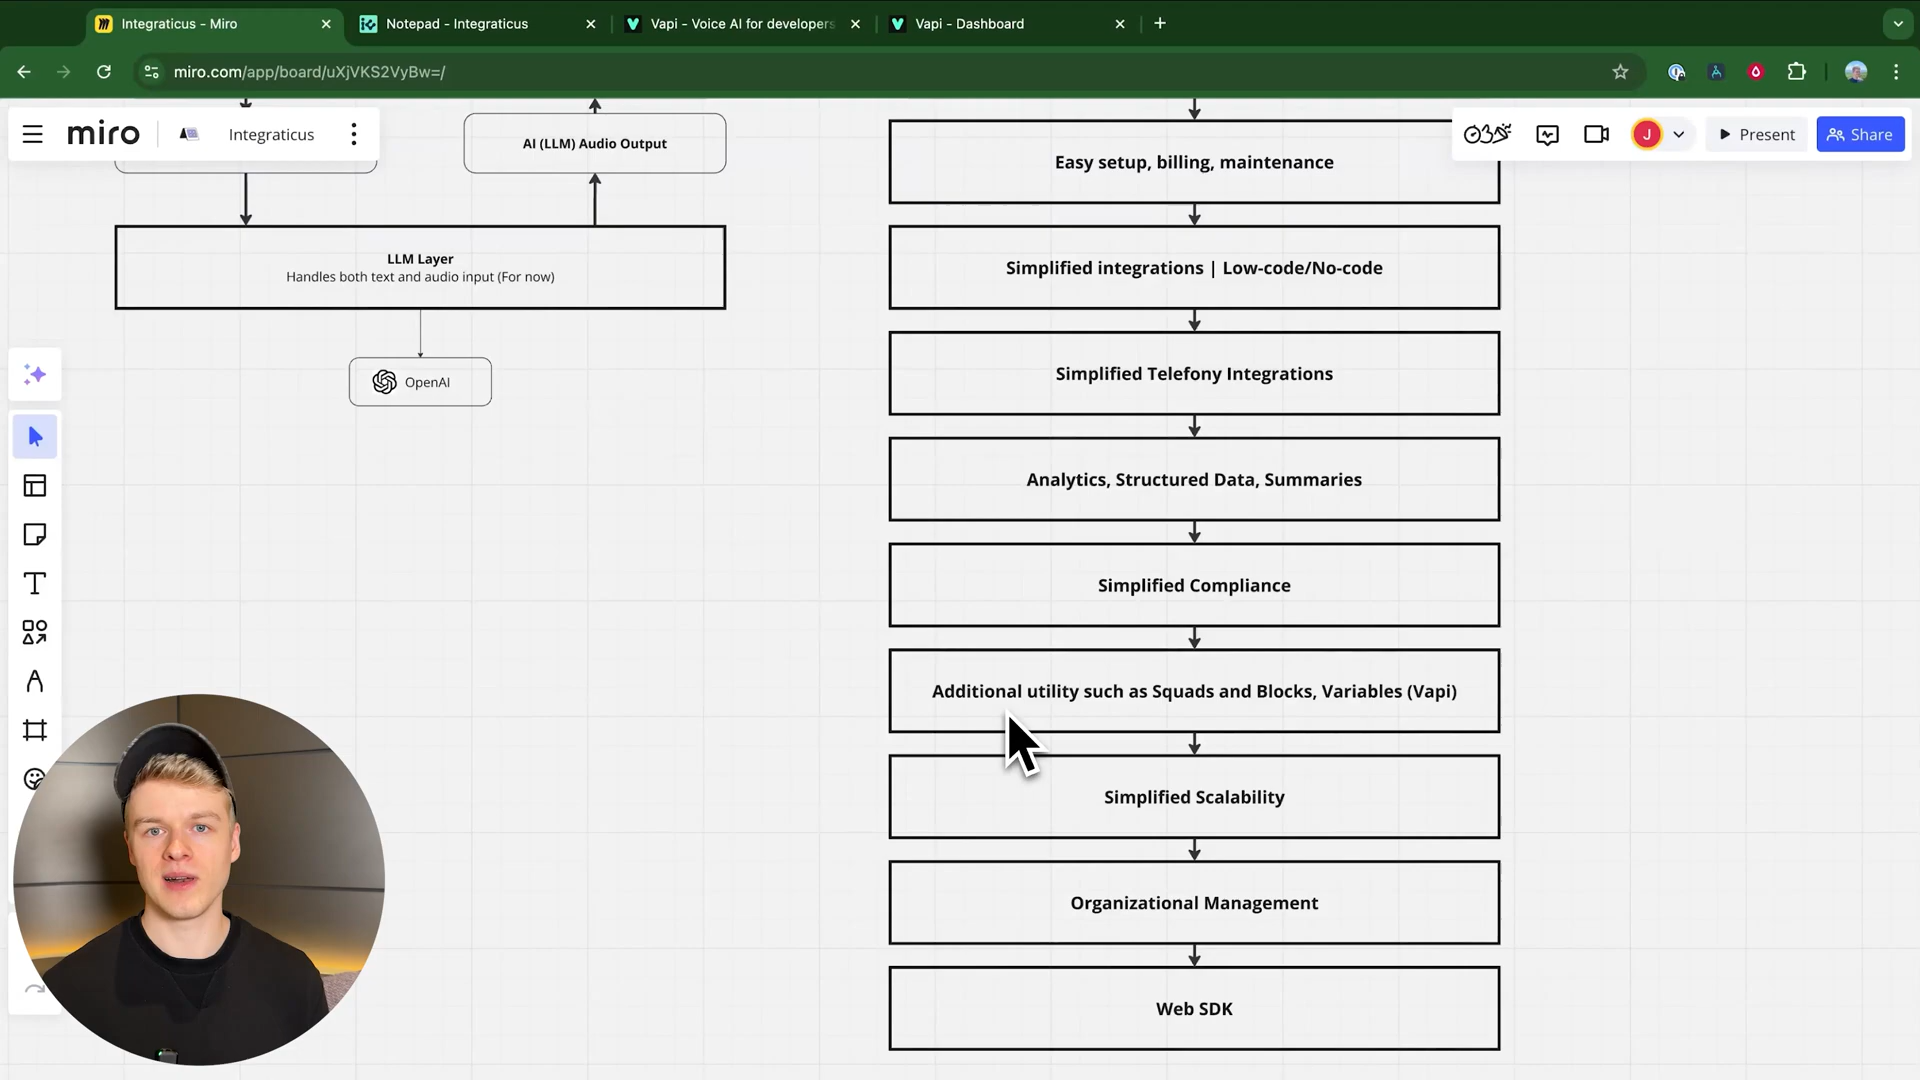 Integraticus - Miro
Notepad - Integraticus
Vapi - Voice AI for developers
Vapi - Dashboard
miro.com/app/board/uXjVKS2VyBw=/
miro
Integraticus
J
Present
Share
AI (LLM) Audio Output
LLM Layer
Handles both text and audio input (For now)
OpenAI
Easy setup, billing, maintenance
Simplified integrations | Low-code/No-code
Simplified Telefony Integrations
Analytics, Structured Data, Summaries
Simplified Compliance
Additional utility such as Squads and Blocks, Variables (Vapi)
Simplified Scalability
Organizational Management
Web SDK